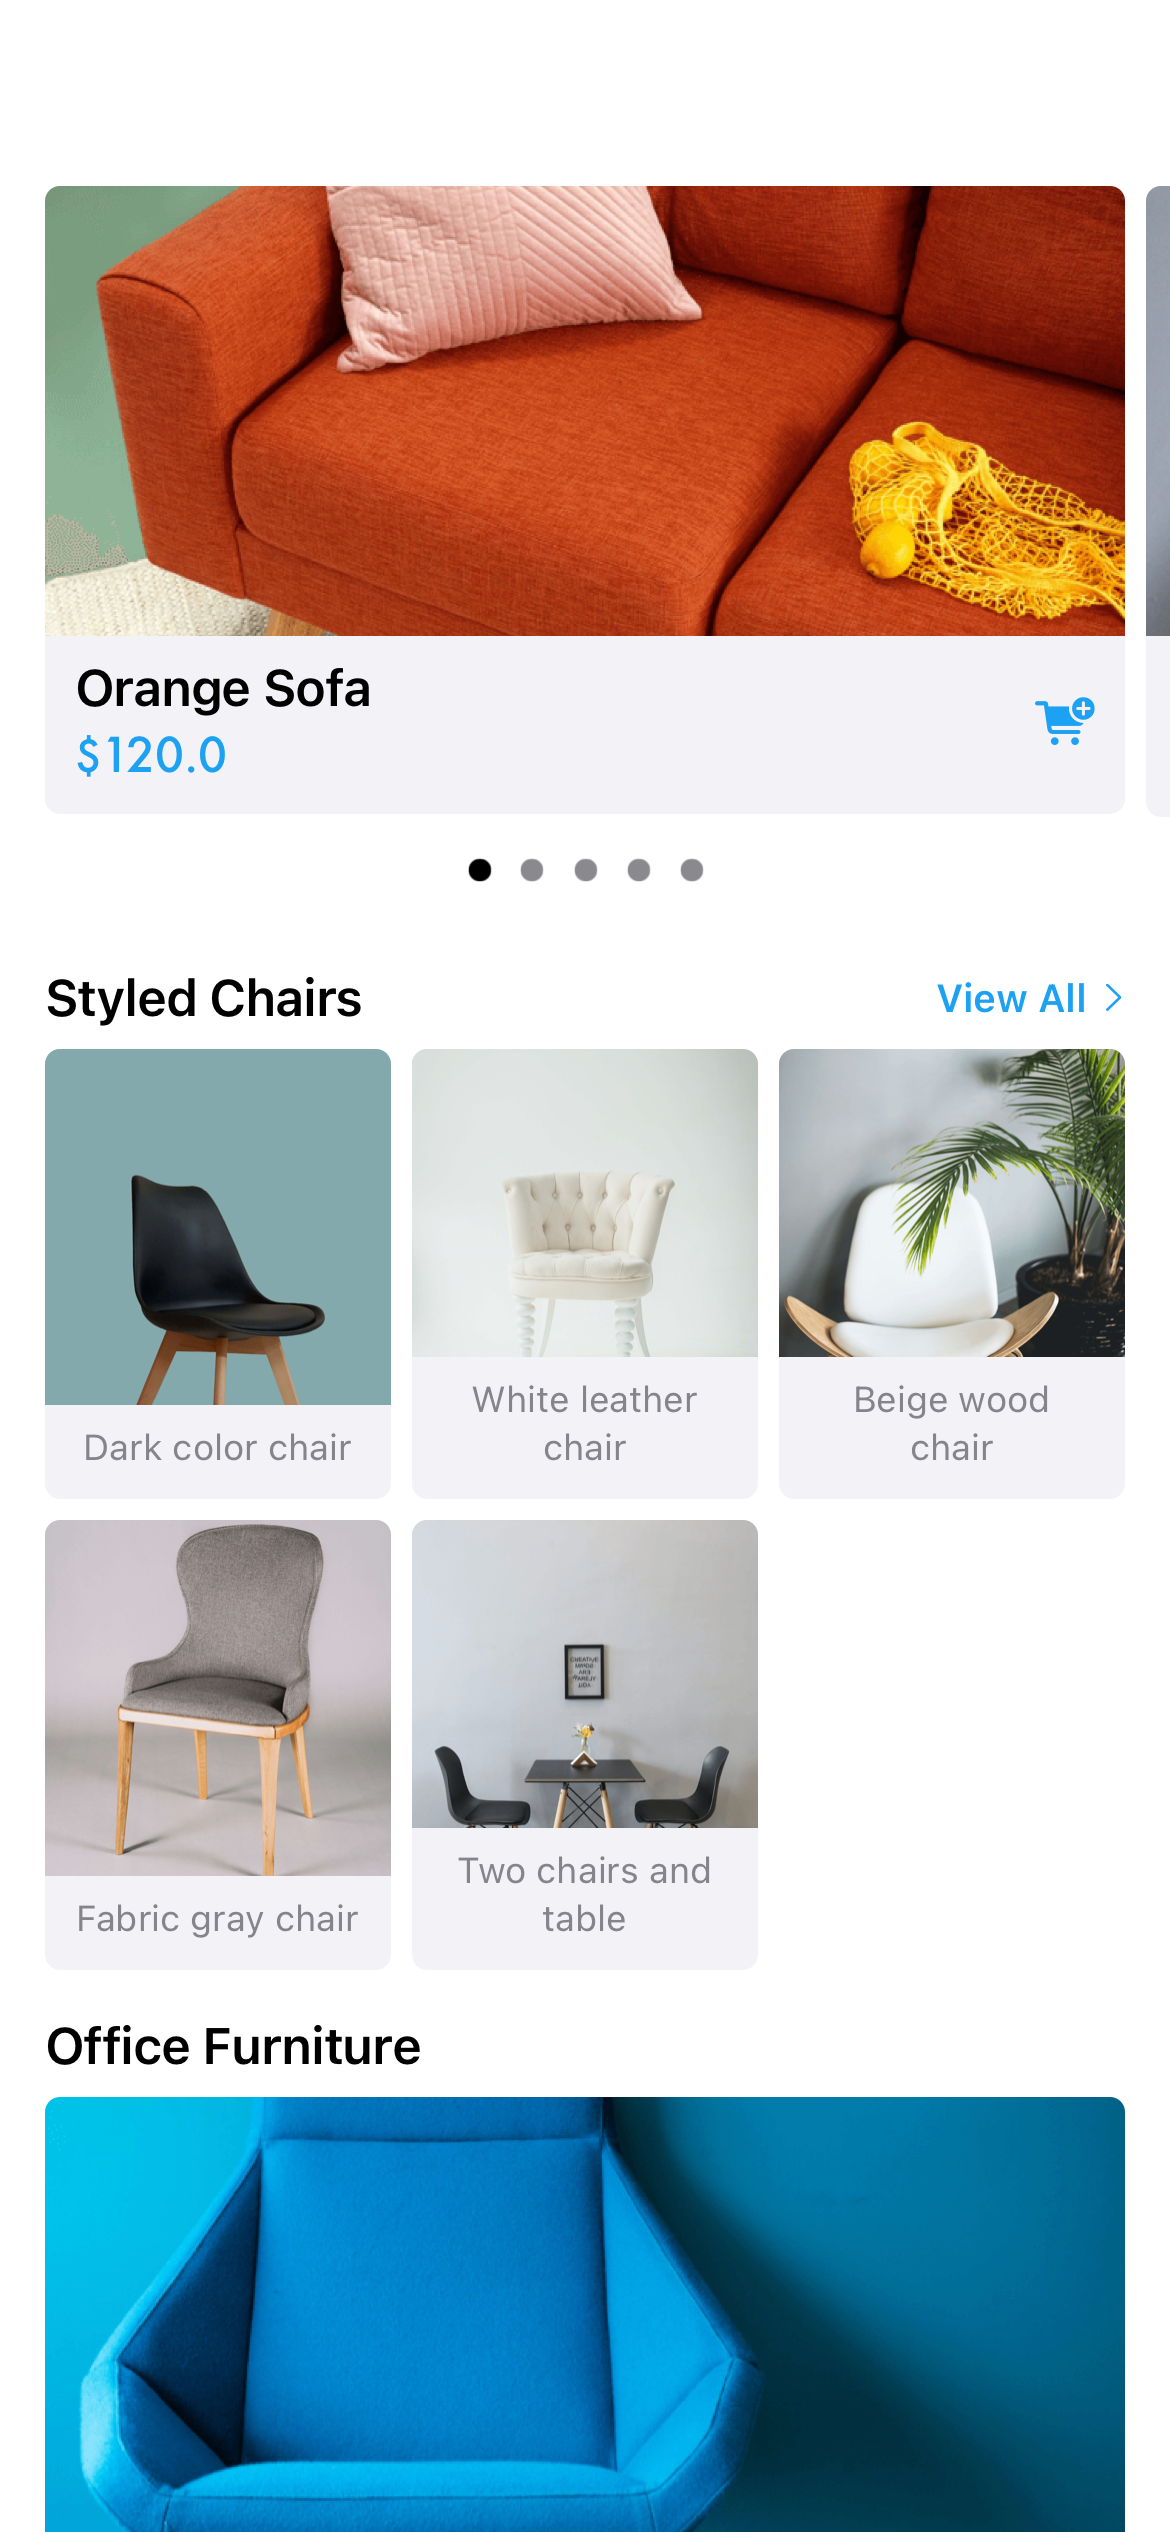 Orange Sofa
$120.0
Styled Chairs
View All
Dark color chair
White leather
chair
Beige wood
chair
Fabric gray chair
Two chairs and
table
Office Furniture